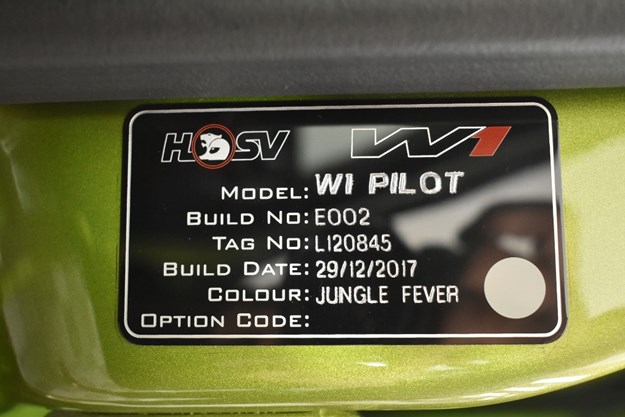 HSV W1
MODEL: W1 PILOT
BUILD NO: E002
TAG NO: L120845
BUILD DATE: 29/12/2017
COLOUR: JUNGLE FEVER
OPTION CODE: